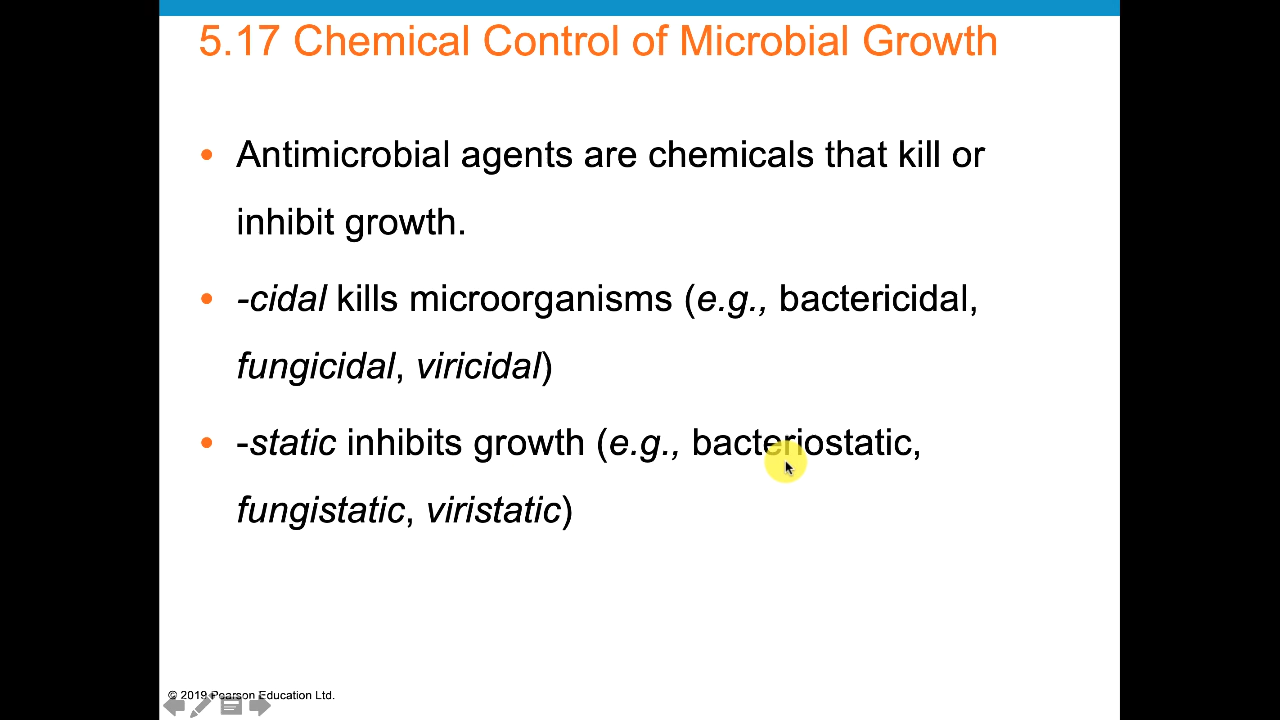 5.17 Chemical Control of Microbial Growth
• Antimicrobial agents are chemicals that kill or
inhibit growth.
• -cidal kills microorganisms (e.g., bactericidal,
fungicidal, viricidal)
• -static inhibits growth (e.g., bacteriostatic,
fungistatic, viristatic)
© 2019 Pearson Education Ltd.